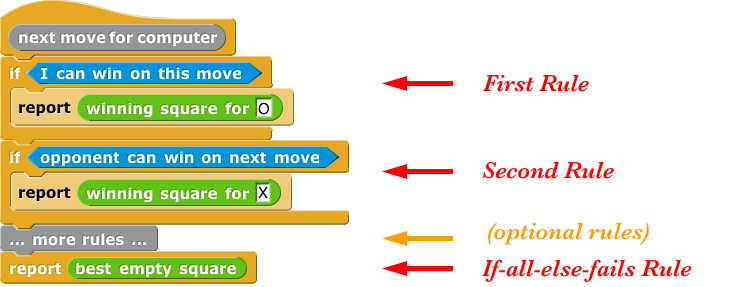 next move for computer
if I can win on this move
First Rule
report winning square for O
if opponent can win on next move
Second Rule
report winning square for X
... more rules ...
(optional rules)
report best empty square
If-all-else-fails Rule